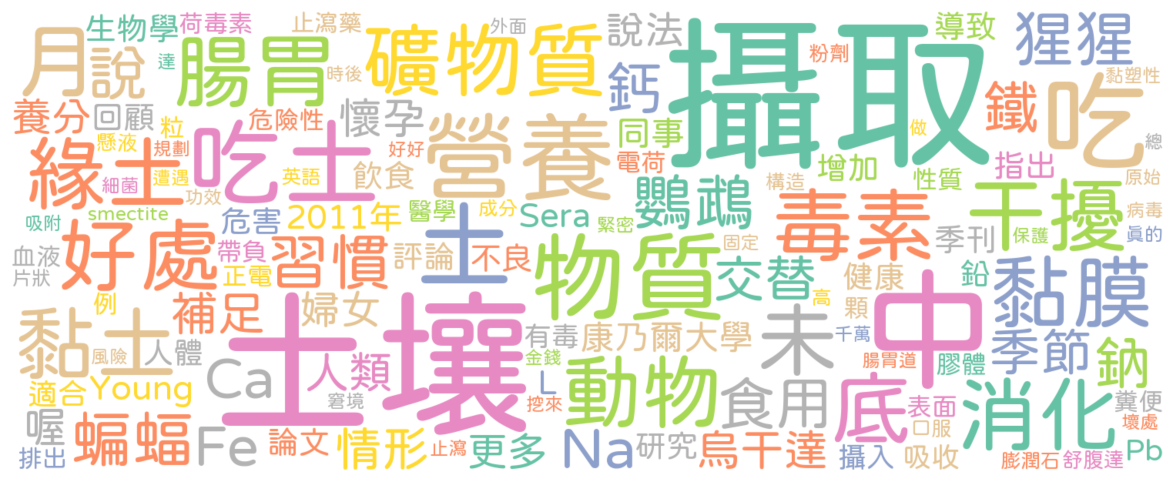 月
說
生物學
荷毒素
止瀉藥
達
腸胃
時後
礦物質
外面
說法
攝取
粉劑
導致
猩猩
黏塑性
鈣
鐵
吃
養分
回顧
危險性
懷孕
懸液
粒
規劃
好好
緣土
吃土
營養
同事
電荷
增加
做
指出
總
細菌
遭遇
功效
英語
飲食
構造
性質
原始
吸附
smectite
危害
2011年
醫學
成分
Sera
緊密
鸚鵡
毒素
干擾
病毒
好處
帶負
習慣
評論
土
不良
物質
固定
交替
季刊
保護
真的
血液
片狀
正電
健康
鉛
黏膜
例
補足
婦女
高
顆
中
黏土
風險
人體
Ca
土壤
人類
有毒
康乃爾大學
未
千萬
季節
鈉
適合
Young
窘境
金錢
L
挖來
動物
食用
腸胃道
膠體
底
表面
口服
消化
糞便
壞處
喔
排出
蝙蝠
Fe
論文
情形
止瀉
更多
Na
研究
烏干達
攝入
吸收
膨潤石
舒腹達
Pb